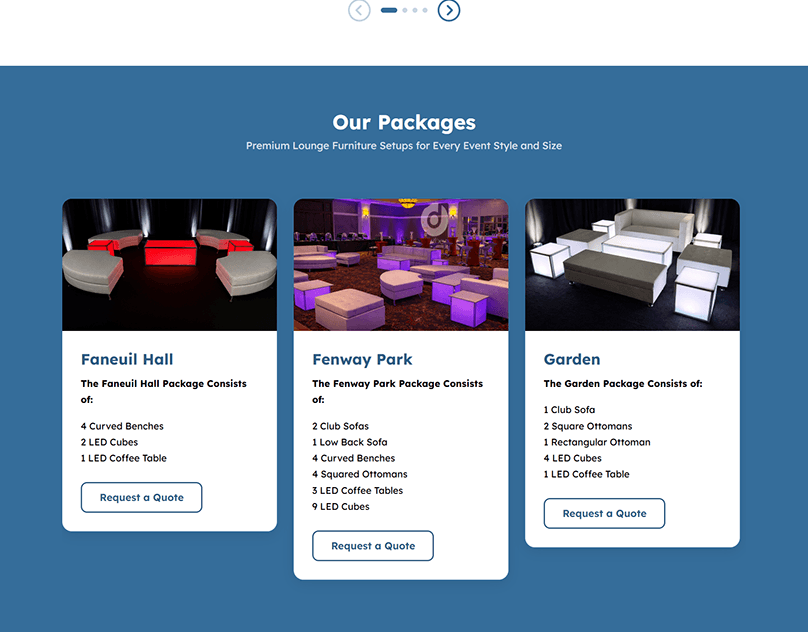 Our Packages
Premium Lounge Furniture Setups for Every Event Style and Size
Faneuil Hall
The Faneuil Hall Package Consists
of:
4 Curved Benches
2 LED Cubes
1 LED Coffee Table
Request a Quote
Fenway Park
The Fenway Park Package Consists
of:
2 Club Sofas
1 Low Back Sofa
4 Curved Benches
4 Squared Ottomans
3 LED Coffee Tables
9 LED Cubes
Request a Quote
Garden
The Garden Package Consists of:
1 Club Sofa
2 Square Ottomans
1 Rectangular Ottoman
4 LED Cubes
1 LED Coffee Table
Request a Quote